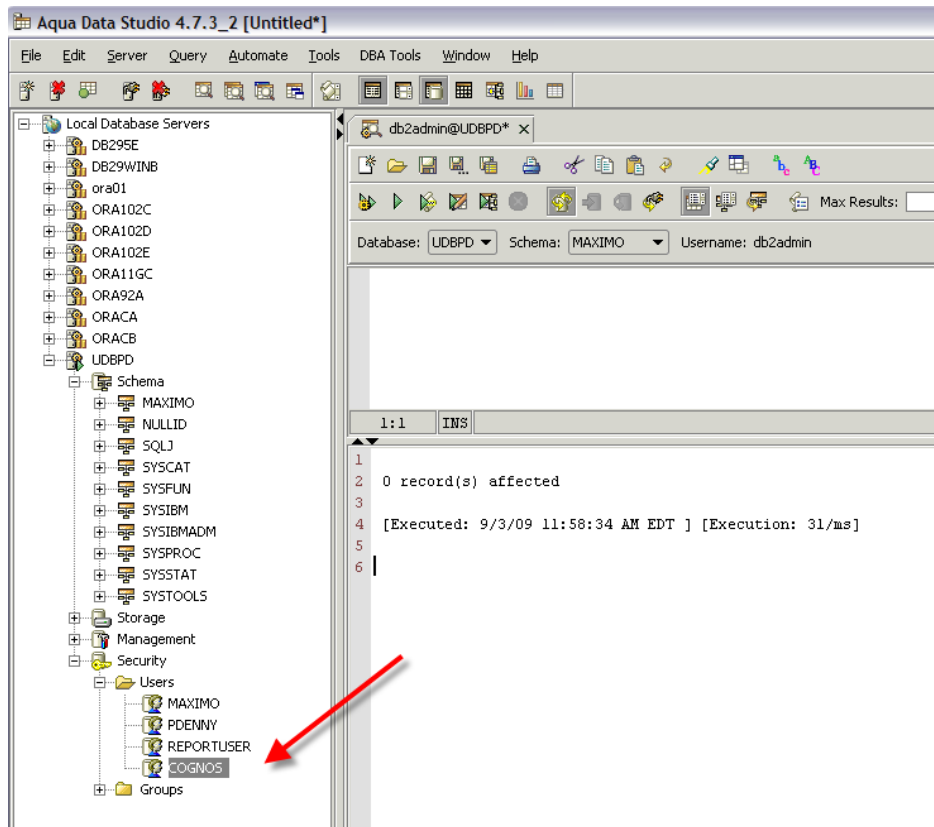 Aqua Data Studio 4.7.3_2 [Untitled*]
File Edit Server Query Automate Tools DBA Tools Window Help
Local Database Servers
DB295E
DB29WINB
ora01
ORA102C
ORA102D
ORA102E
ORA11GC
ORA92A
ORACA
ORACB
UDBPD
Schema
MAXIMO
NULLID
SQLJ
SYSCAT
SYSFUN
SYSIBM
SYSIBMADM
SYSPROC
SYSSTAT
SYSTOOLS
Storage
Management
Security
Users
MAXIMO
PDENNY
REPORTUSER
COGNOS
Groups
db2admin@UDBPD*
Max Results:
Database: UDBPD Schema: MAXIMO Username: db2admin
1:1 INS
1
2 0 record(s) affected
3
4 [Executed: 9/3/09 11:58:34 AM EDT ] [Execution: 31/ms]
5
6